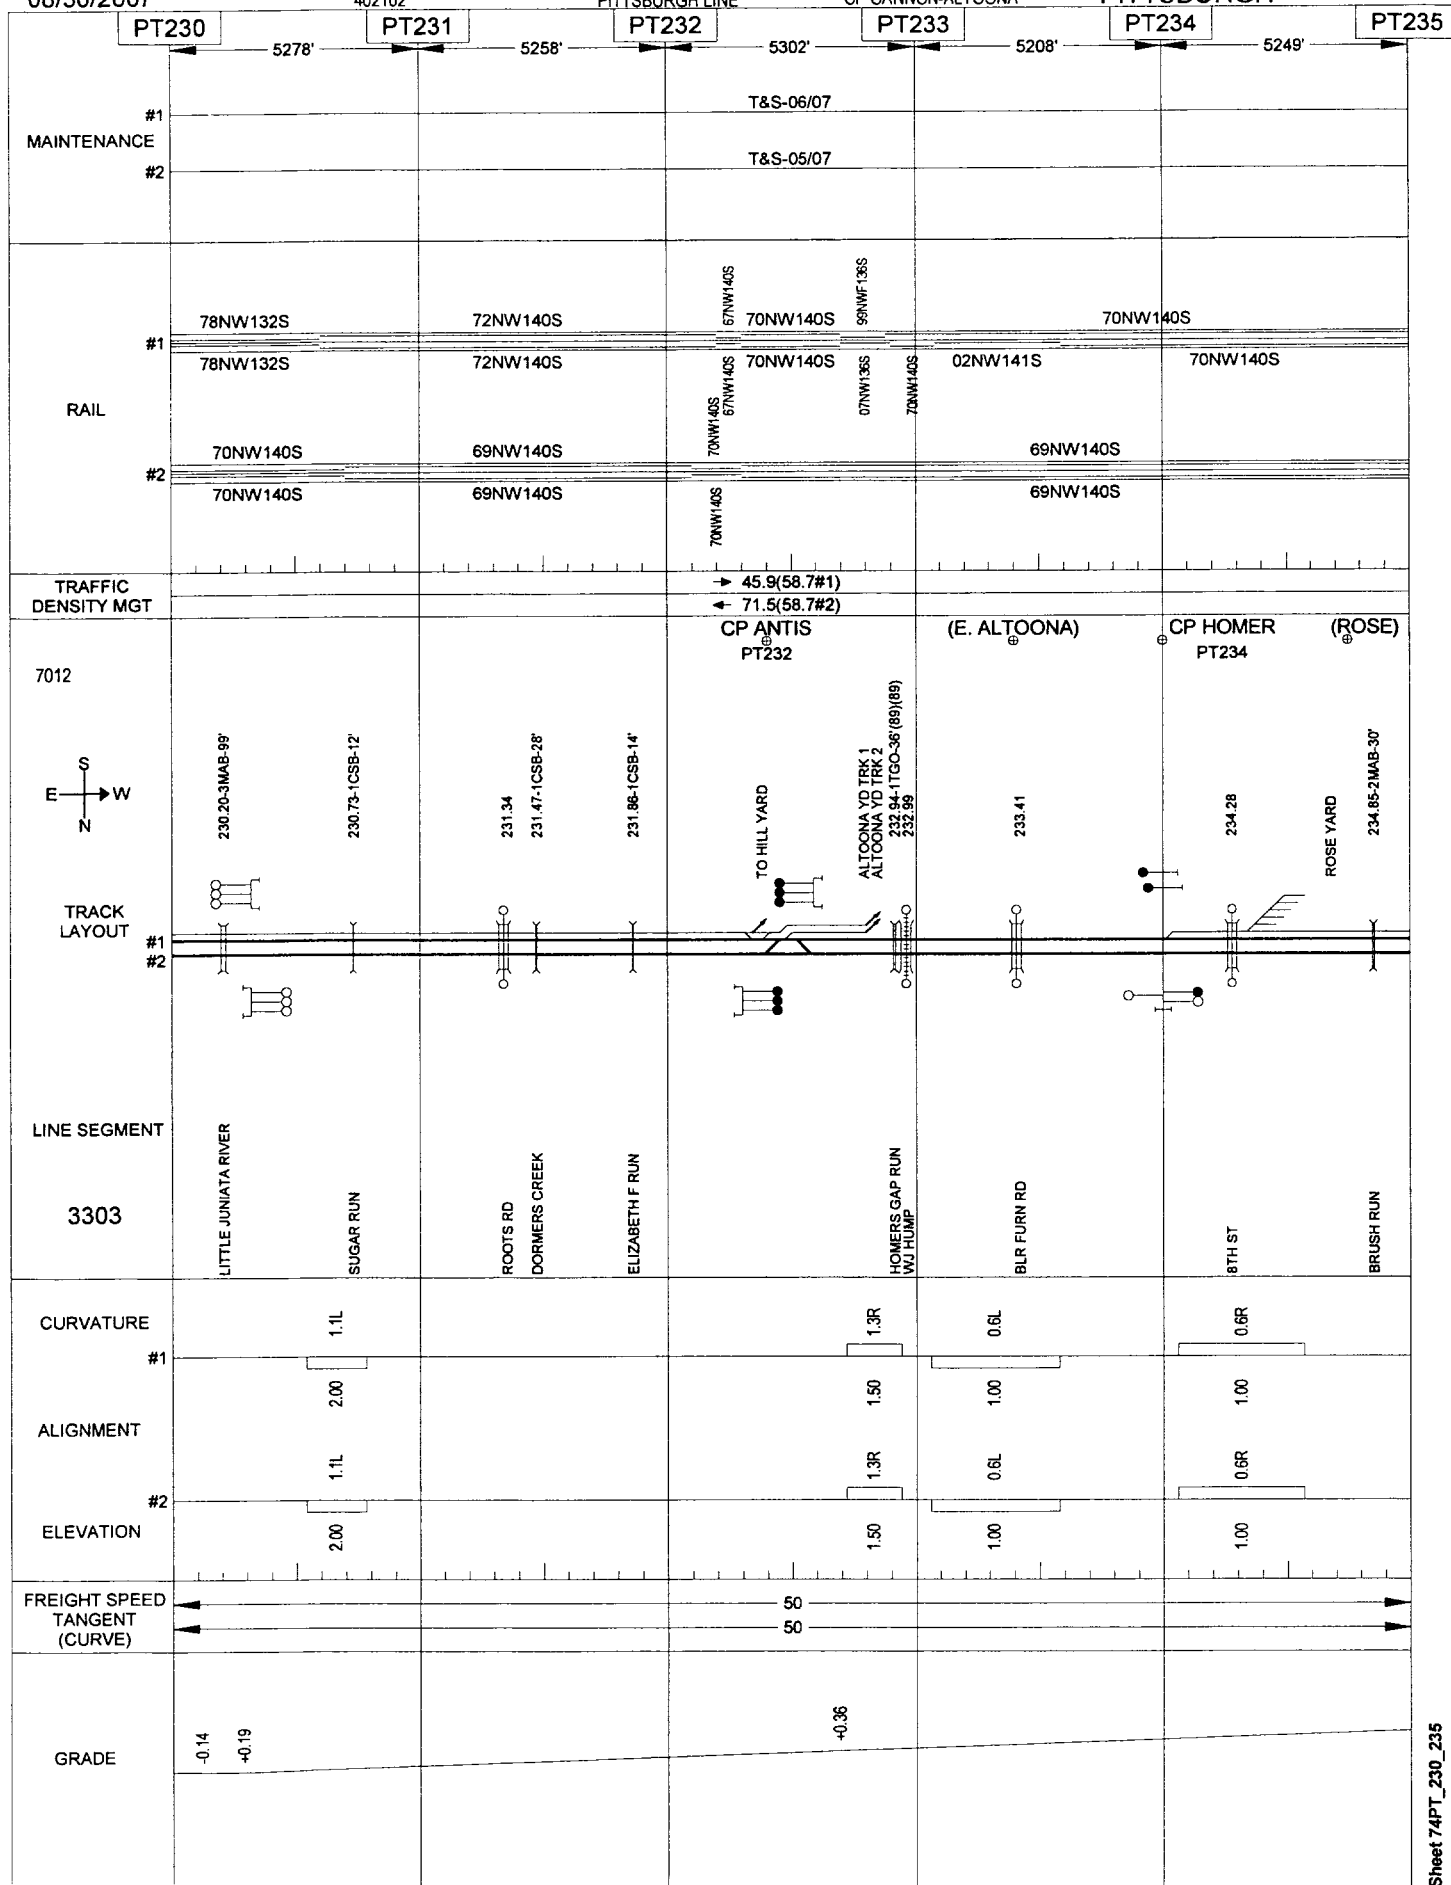 PITTSBURGH LINE
PT230 PT231 PT232 PT233 PT234 PT235
5278' 5258' 5302' 5208' 5249'
#1 T&S-06/07
MAINTENANCE
#2 T&S-05/07
67NW140S 99NWF136S
78NW132S 72NW140S 70NW140S 70NW140S
#1
78NW132S 72NW140S 67NW140S 70NW140S 07NW136S 70NW140S 02NW141S 70NW140S
RAIL
70NW140S
70NW140S 69NW140S 69NW140S
#2
70NW140S 69NW140S 69NW140S
70NW140S
TRAFFIC
DENSITY MGT
45.9(58.7#1)
71.5(58.7#2)
CP ANTIS (E. ALTOONA) CP HOMER (ROSE)
PT232 PT234
7012
S
E W
N
230.20-3MAB-99'
230.73-1CSB-12'
231.34
231.47-1CSB-28'
231.86-1CSB-14'
TO HILL YARD
ALTOONA YD TRK 1
ALTOONA YD TRK 2
232.94-1TGO-36'(89)(89)
232.99
233.41
234.28
ROSE YARD
234.85-2MAB-30'
TRACK
LAYOUT
#1
#2
LINE SEGMENT
3303
LITTLE JUNIATA RIVER
SUGAR RUN
ROOTS RD
DORMERS CREEK
ELIZABETH F RUN
HOMERS GAP RUN
WJ HUMP
BLR FURN RD
8TH ST
BRUSH RUN
CURVATURE
1.1L 1.3R 0.6L 0.6R
#1
2.00 1.50 1.00 1.00
ALIGNMENT
1.1L 1.3R 0.6L 0.6R
#2
ELEVATION
2.00 1.50 1.00 1.00
FREIGHT SPEED
TANGENT
(CURVE)
50
50
GRADE
-0.14 +0.19 +0.36
Sheet 74PT_230_235